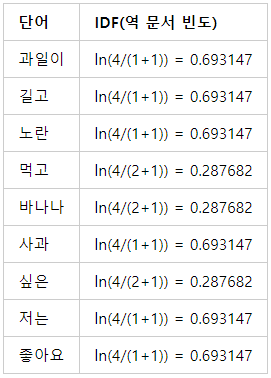 단어 IDF(역 문서 빈도)
과일이 ln(4/(1+1)) = 0.693147
길고 ln(4/(1+1)) = 0.693147
노란 ln(4/(1+1)) = 0.693147
먹고 ln(4/(2+1)) = 0.287682
바나나 ln(4/(2+1)) = 0.287682
사과 ln(4/(1+1)) = 0.693147
싶은 ln(4/(2+1)) = 0.287682
저는 ln(4/(1+1)) = 0.693147
좋아요 ln(4/(1+1)) = 0.693147